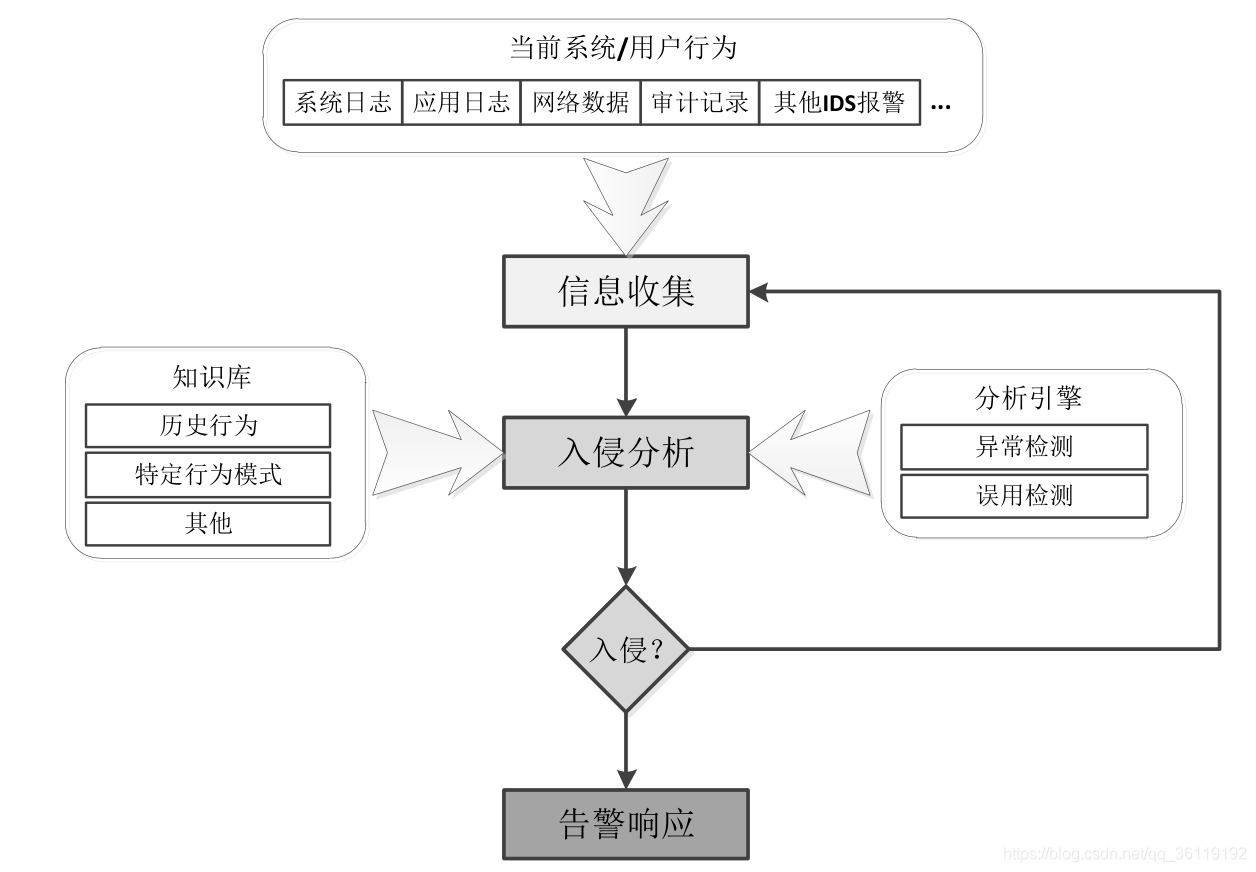 当前系统/用户行为
系统日志 应用日志 网络数据 审计记录 其他IDS报警 ...
信息收集
知识库
历史行为
特定行为模式
其他
入侵分析
分析引擎
异常检测
误用检测
入侵?
告警响应
https://blog.csdn.net/qq_36119192